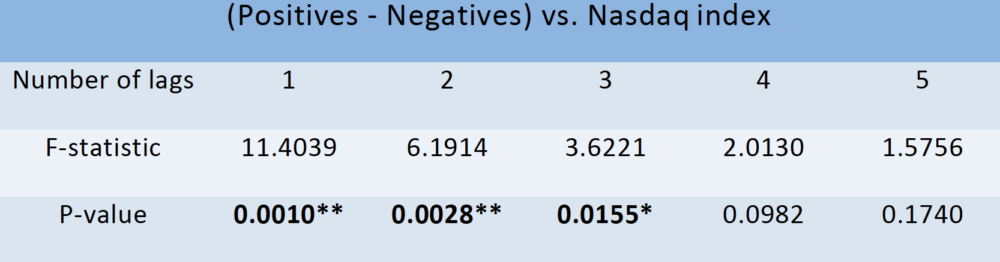 (Positives - Negatives) vs. Nasdaq index
Number of lags 1 2 3 4 5
F-statistic 11.4039 6.1914 3.6221 2.0130 1.5756
P-value 0.0010** 0.0028** 0.0155* 0.0982 0.1740